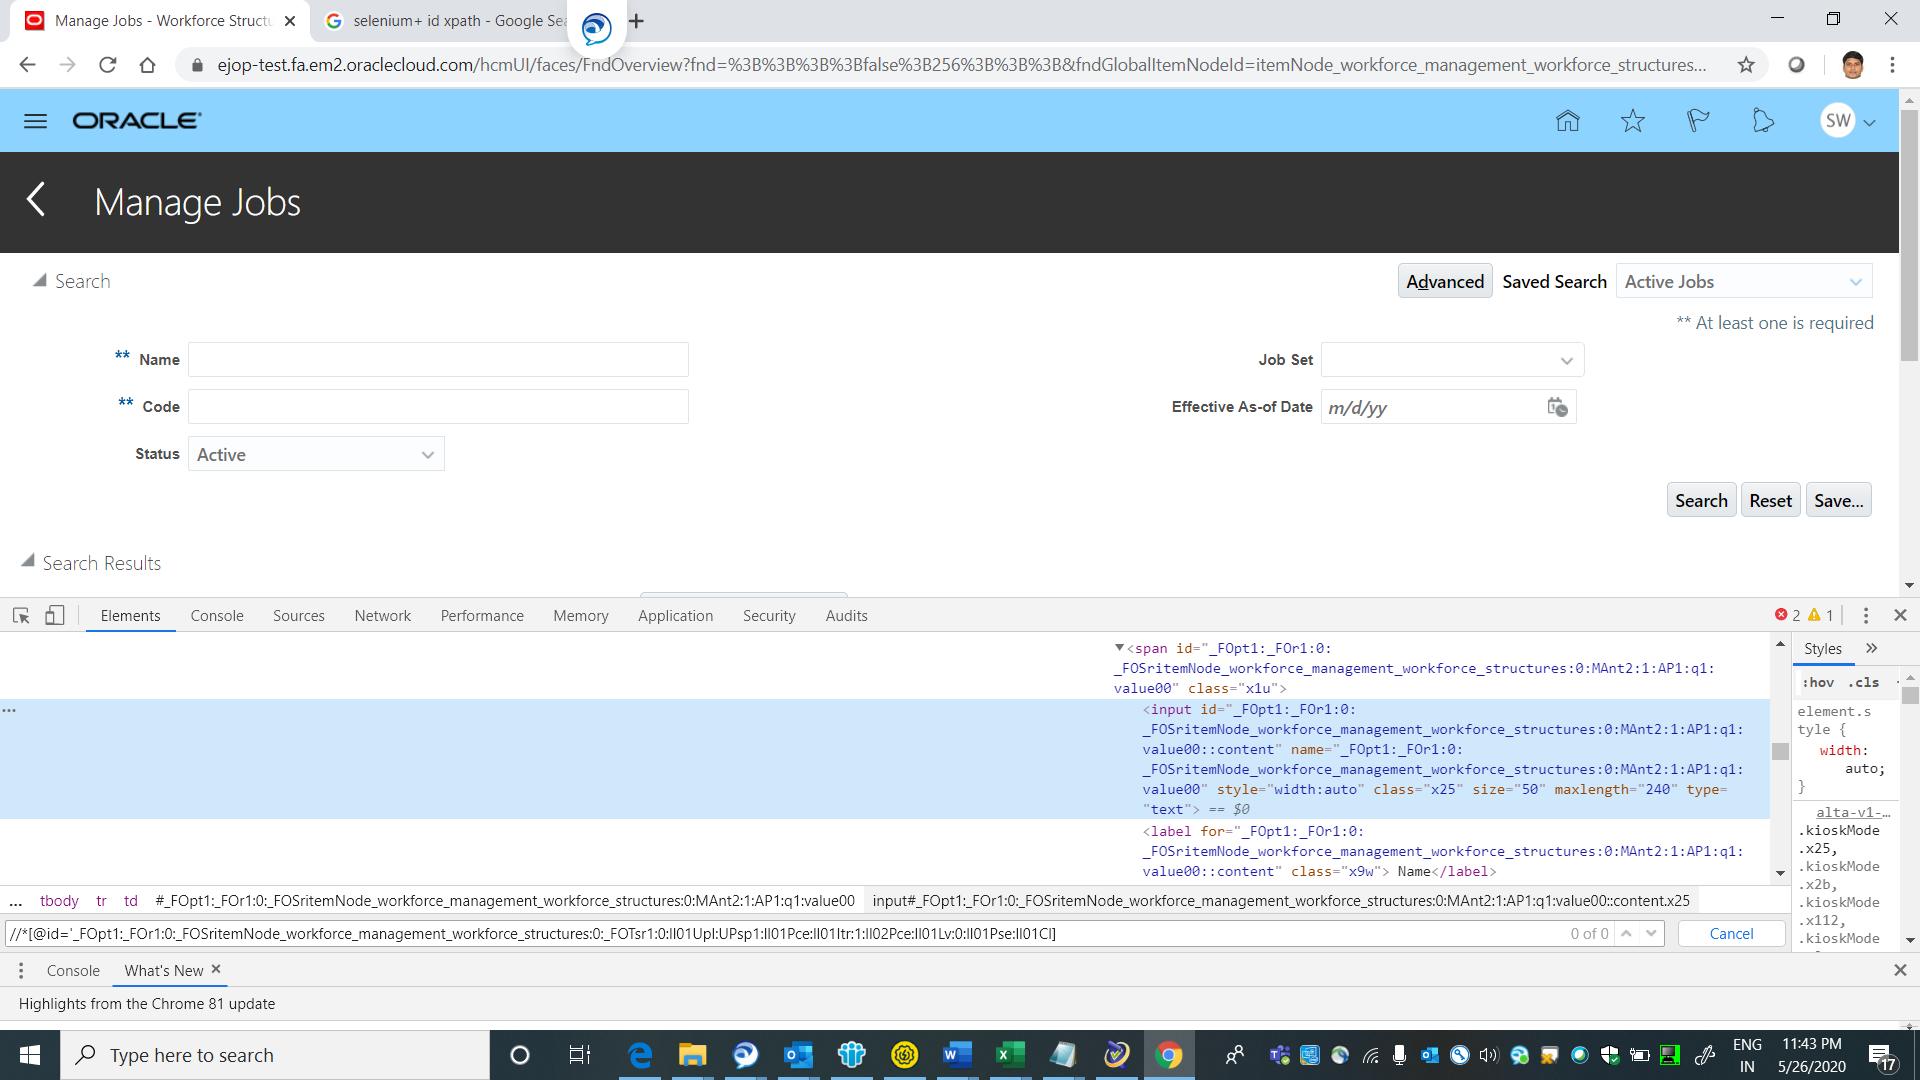 Manage Jobs - Workforce Structu
selenium+ id xpath - Google Sea
ejop-test.fa.em2.oraclecloud.com/hcmUI/faces/FndOverview?fnd=%3B%3B%3B%3Bfalse%3B256%3B%3B%3B&fndGlobalItemNodeId=itemNode_workforce_management_workforce_structures...
ORACLE
SW
Manage Jobs
Search
Advanced Saved Search Active Jobs
** At least one is required
** Name
Job Set
** Code
Effective As-of Date m/d/yy
Status Active
Search Reset Save...
Search Results
Elements Console Sources Network Performance Memory Application Security Audits 2 1
<span id="_FOpt1:_FOr1:0:
_FOSritemNode_workforce_management_workforce_structures:0:MAnt2:1:AP1:q1:
value00" class="x1u">
<input id="_FOpt1:_FOr1:0:
_FOSritemNode_workforce_management_workforce_structures:0:MAnt2:1:AP1:q1:
value00::content" name="_FOpt1:_FOr1:0:
_FOSritemNode_workforce_management_workforce_structures:0:MAnt2:1:AP1:q1:
value00" style="width:auto" class="x25" size="50" maxlength="240" type=
"text"> == $0
<label for="_FOpt1:_FOr1:0:
_FOSritemNode_workforce_management_workforce_structures:0:MAnt2:1:AP1:q1:
value00::content" class="x9w"> Name</label>
Styles
:hov .cls
element.s
tyle {
width:
auto;
}
alta-v1-…
.kioskMode
.x25,
.kioskMode
.x2b,
.kioskMode
.x112,
.kioskMode
... tbody tr td #_FOpt1:_FOr1:0:_FOSritemNode_workforce_management_workforce_structures:0:MAnt2:1:AP1:q1:value00 input#_FOpt1:_FOr1:0:_FOSritemNode_workforce_management_workforce_structures:0:MAnt2:1:AP1:q1:value00::content.x25
//*[@id='_FOpt1:_FOr1:0:_FOSritemNode_workforce_management_workforce_structures:0:_FOTsr1:0:II01Upl:UPsp1:II01Pce:II01Itr:1:II02Pce:II01Lv:0:II01Pse:II01Cl] 0 of 0 Cancel
Console What's New
Highlights from the Chrome 81 update
Type here to search
ENG
IN
11:43 PM
5/26/2020
17